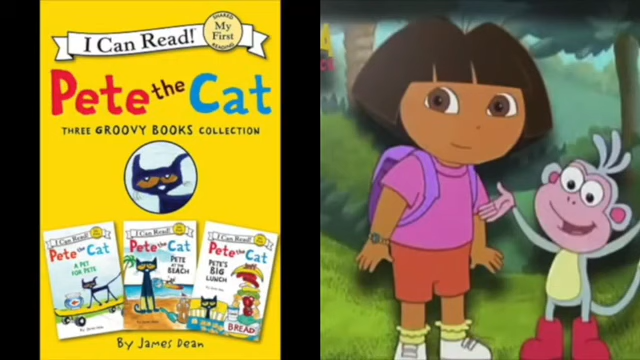 I Can Read!
SHARED
My First
READING
Pete the Cat
THREE GROOVY BOOKS COLLECTION
I Can Read!
Pete the Cat
A PET FOR PETE
I Can Read!
Pete the Cat
PETE AT THE BEACH
I Can Read!
Pete the Cat
PETE'S BIG LUNCH
BREAD
By James Dean